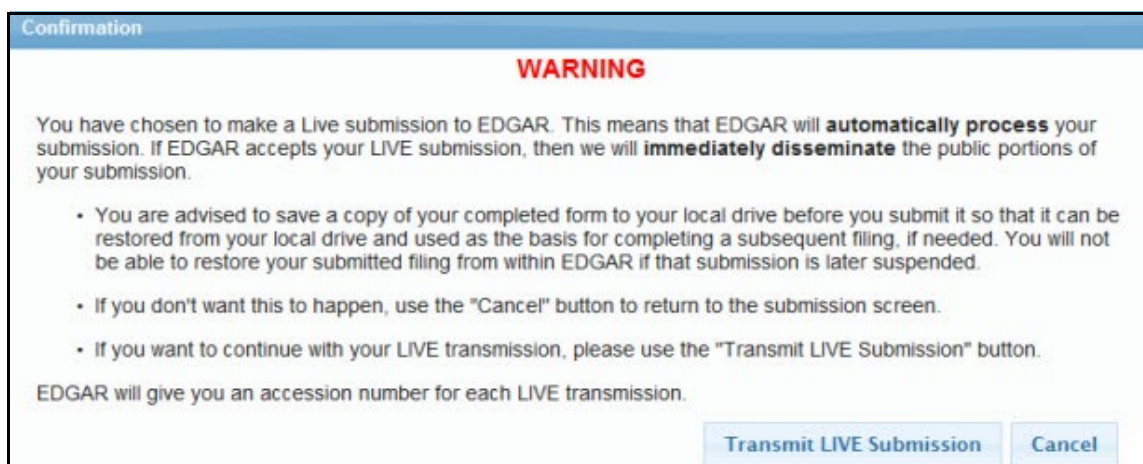 Confirmation
WARNING
You have chosen to make a Live submission to EDGAR. This means that EDGAR will automatically process your
submission. If EDGAR accepts your LIVE submission, then we will immediately disseminate the public portions of
your submission.
• You are advised to save a copy of your completed form to your local drive before you submit it so that it can be
restored from your local drive and used as the basis for completing a subsequent filing, if needed. You will not
be able to restore your submitted filing from within EDGAR if that submission is later suspended.
• If you don't want this to happen, use the "Cancel" button to return to the submission screen.
• If you want to continue with your LIVE transmission, please use the "Transmit LIVE Submission" button.
EDGAR will give you an accession number for each LIVE transmission.
Transmit LIVE Submission Cancel